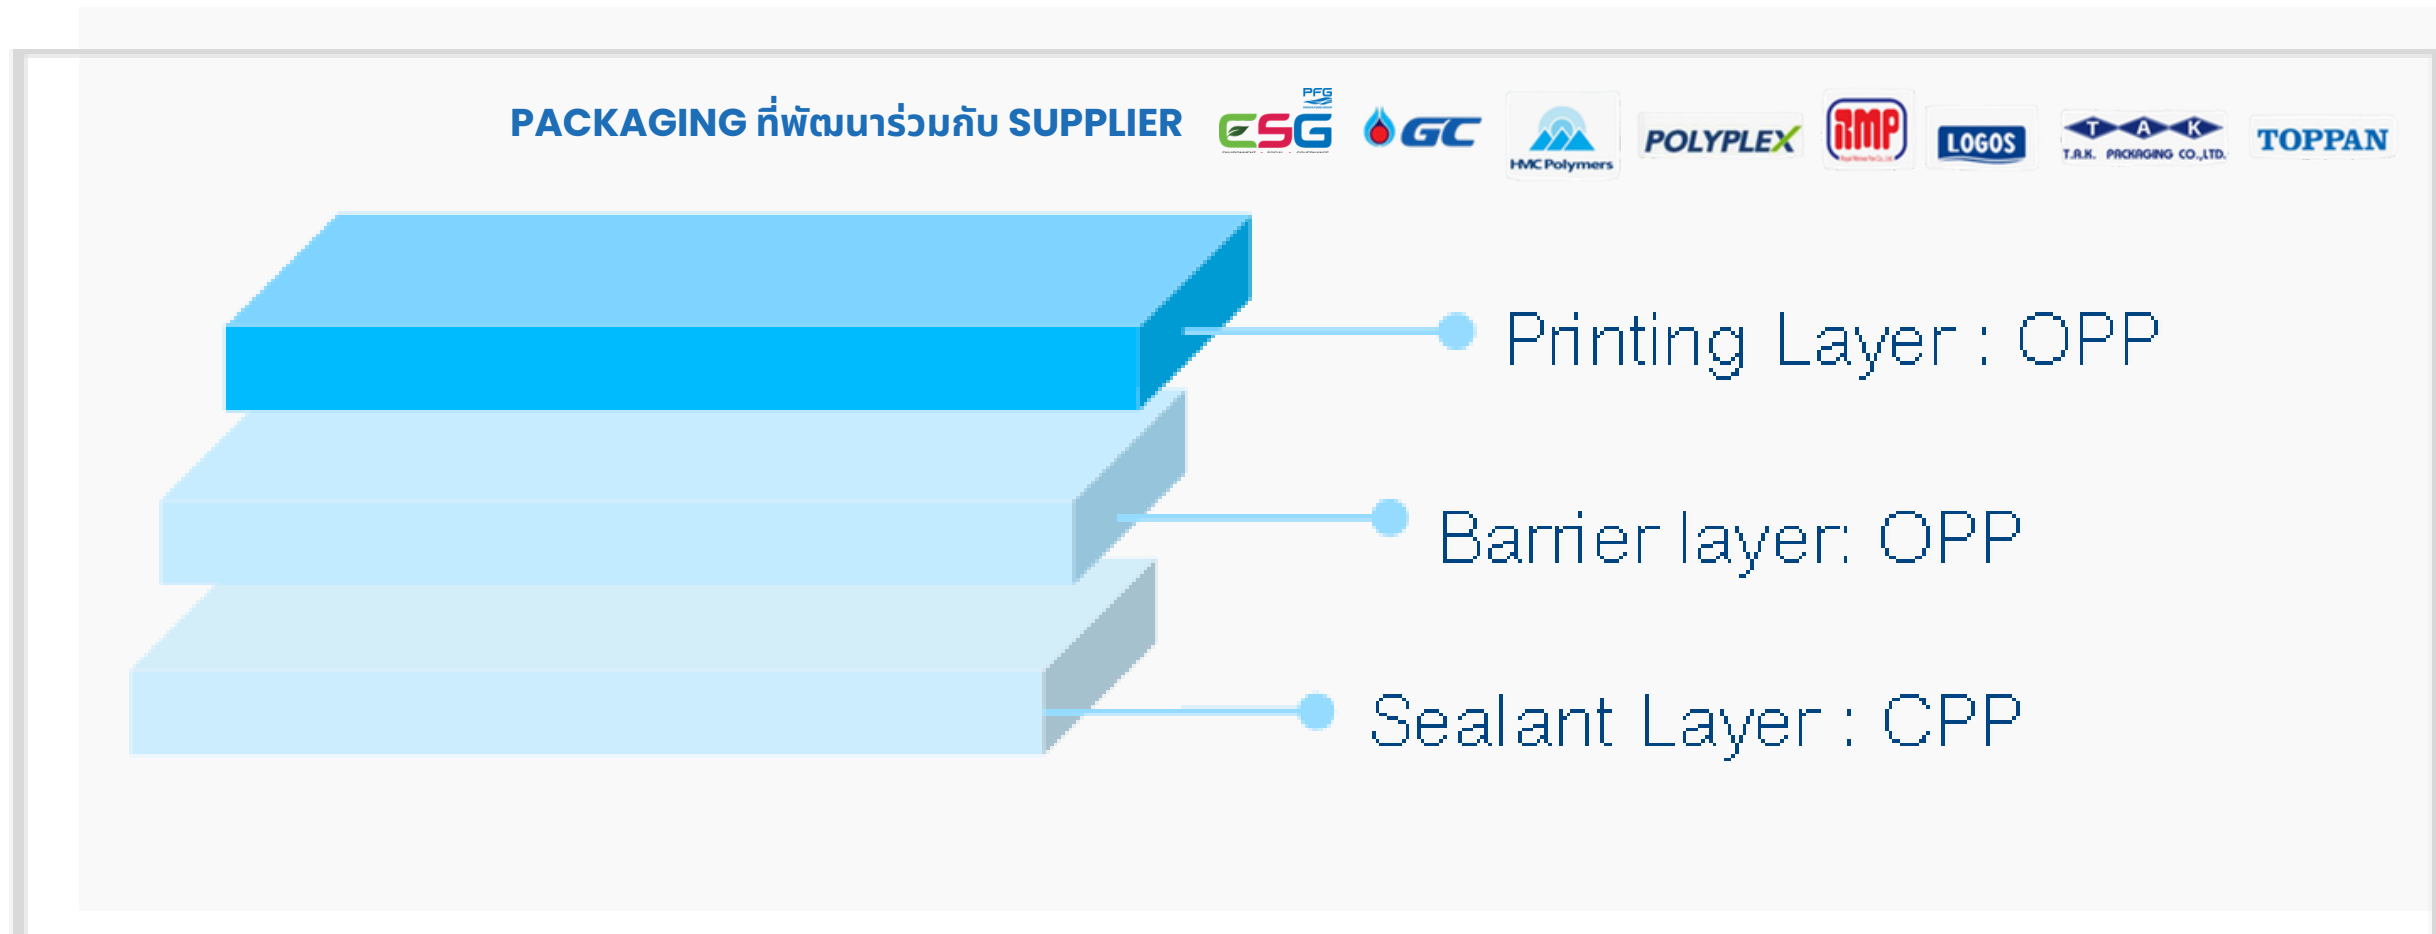 PACKAGING ที่พัฒนาร่วมกับ SUPPLIER
PFG
ESG
GC
HMC Polymers
POLYPLEX
RMP
LOGOS
T A K
T.A.K. PACKAGING CO.,LTD.
TOPPAN
Printing Layer : OPP
Barrier layer: OPP
Sealant Layer : CPP